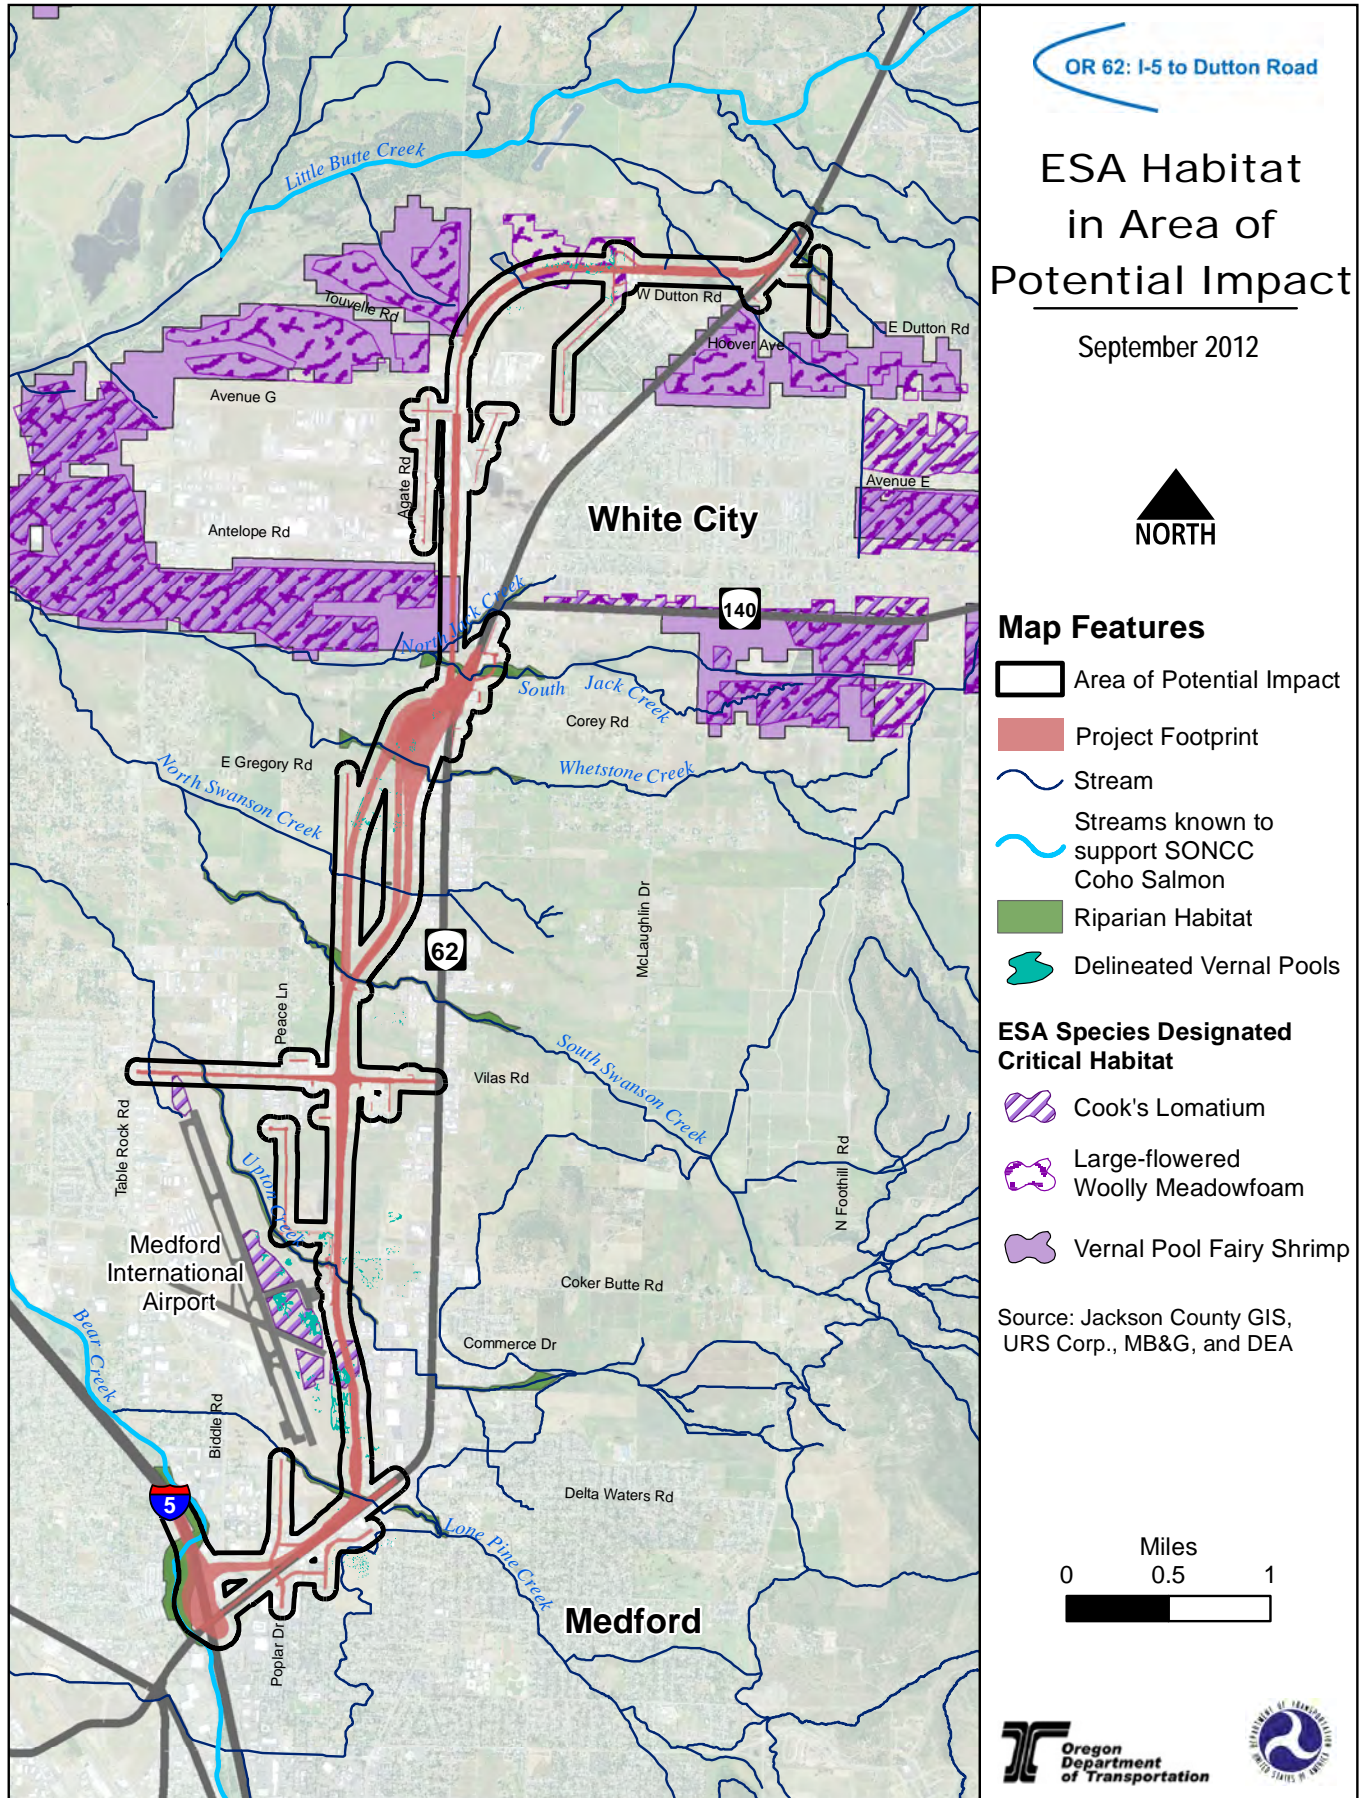 OR 62: I-5 to Dutton Road
ESA Habitat
in Area of
Potential Impact
September 2012
NORTH
Map Features
Area of Potential Impact
Project Footprint
Stream
Streams known to
support SONCC
Coho Salmon
Riparian Habitat
Delineated Vernal Pools
ESA Species Designated
Critical Habitat
Cook's Lomatium
Large-flowered
Woolly Meadowfoam
Vernal Pool Fairy Shrimp
Source: Jackson County GIS,
URS Corp., MB&G, and DEA
Miles
0 0.5 1
Oregon
Department
of Transportation
DEPARTMENT OF TRANSPORTATION
UNITED STATES OF AMERICA
Little Butte Creek
Touvelle Rd
W Dutton Rd
E Dutton Rd
Hoover Ave
Avenue G
Agate Rd
Avenue E
White City
Antelope Rd
140
North Jack Creek
South Jack Creek
Corey Rd
E Gregory Rd
Whetstone Creek
North Swanson Creek
McLaughlin Dr
62
Peace Ln
South Swanson Creek
Vilas Rd
Table Rock Rd
Upton Creek
N Foothill Rd
Medford
International
Airport
Coker Butte Rd
Bear Creek
Commerce Dr
Biddle Rd
5
Delta Waters Rd
Lone Pine Creek
Medford
Poplar Dr